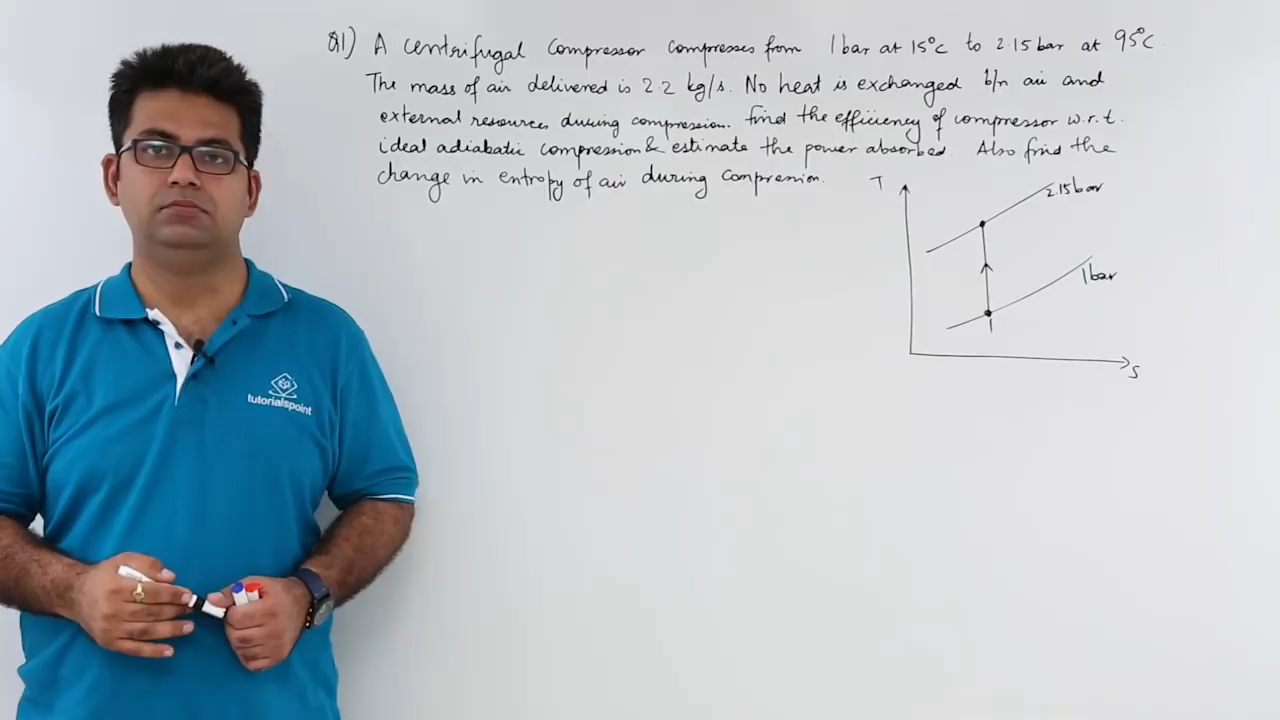 Q1) A centrifugal compressor compresses from 1 bar at 15°C to 2.15 bar at 95°C.
The mass of air delivered is 2.2 kg/s. No heat is exchanged b/n air and
external resources during compression. find the efficiency of compressor w.r.t.
ideal adiabatic compression & estimate the power absorbed. Also find the
change in entropy of air during compression.
T
2.15 bar
1 bar
1
S
tutorialspoint